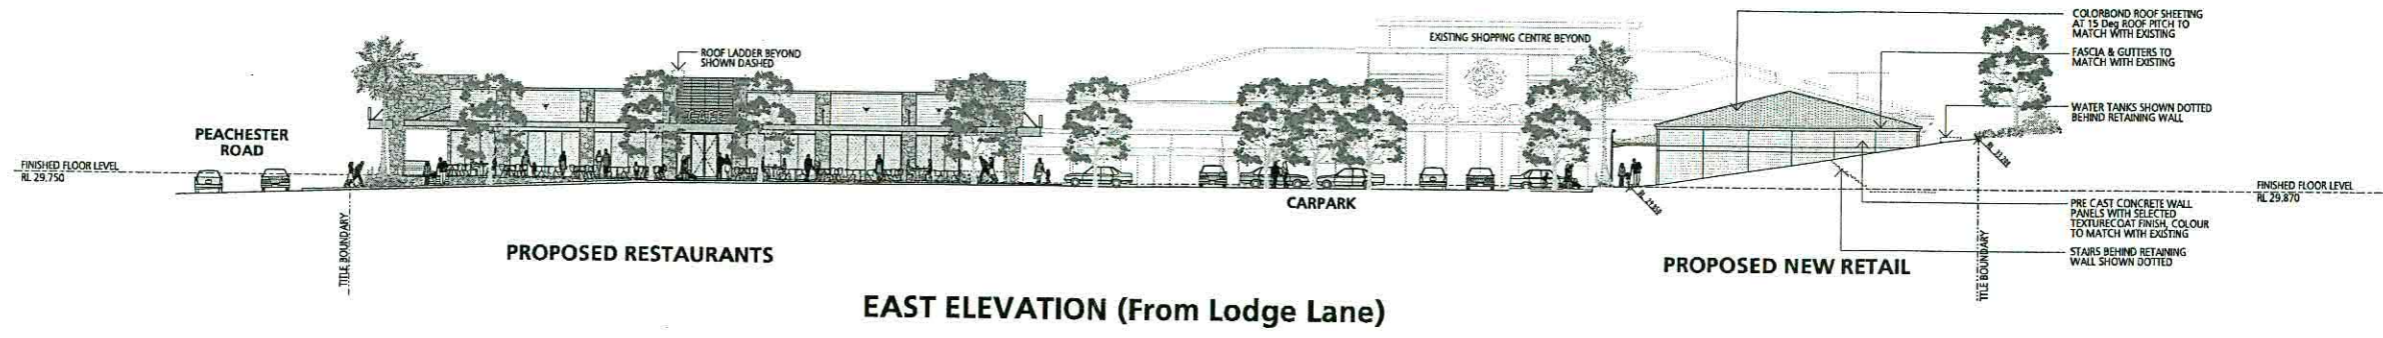 COLORBOND ROOF SHEETING
AT 15 Deg ROOF PITCH TO
MATCH WITH EXISTING
EXISTING SHOPPING CENTRE BEYOND
ROOF LADDER BEYOND
SHOWN DASHED
FASCIA & GUTTERS TO
MATCH WITH EXISTING
WATER TANKS SHOWN DOTTED
BEHIND RETAINING WALL
PEACHESTER
ROAD
FINISHED FLOOR LEVEL
RL 29.750
FINISHED FLOOR LEVEL
RL 29.870
CARPARK
PRE CAST CONCRETE WALL
PANELS WITH SELECTED
TEXTURECOAT FINISH, COLOUR
TO MATCH WITH EXISTING
STAIRS BEHIND RETAINING
WALL SHOWN DOTTED
TITLE BOUNDARY
PROPOSED RESTAURANTS
PROPOSED NEW RETAIL
TITLE BOUNDARY
EAST ELEVATION (From Lodge Lane)